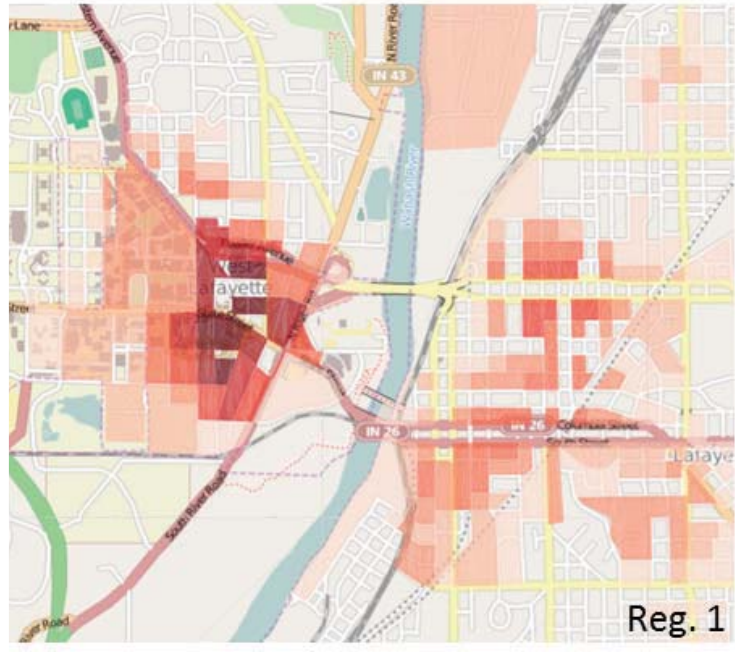 y Lane
N River Ro
IN 43
Wabash River
West
Lafayette
IN 26
IN 26
Columbia Street
South Street
Lafaye
South River Road
River Road
Reg. 1